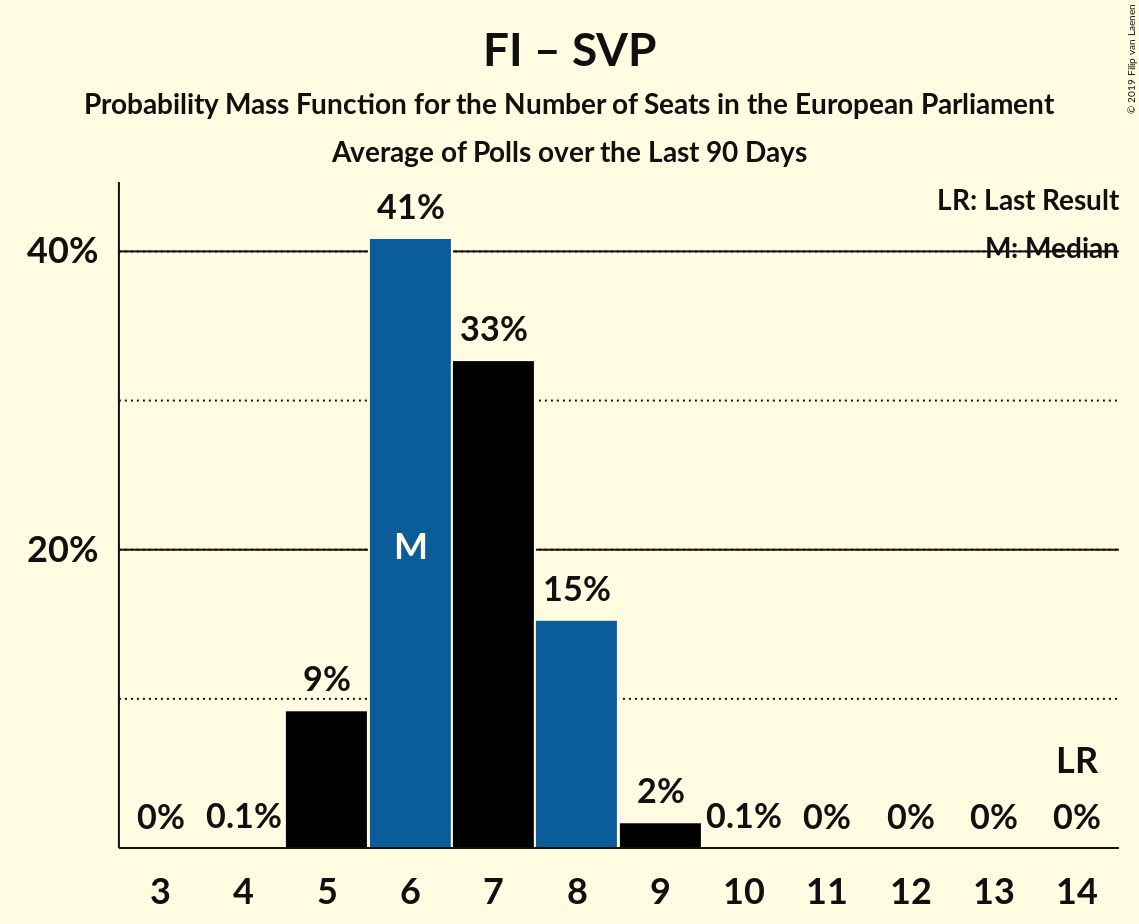 FI – SVP
Probability Mass Function for the Number of Seats in the European Parliament
Average of Polls over the Last 90 Days
© 2019 Filip van Laenen
LR: Last Result
M: Median
40%
20%
41%
33%
M
15%
9%
2%
LR
0% 0.1% 0.1% 0% 0% 0% 0%
3 4 5 6 7 8 9 10 11 12 13 14